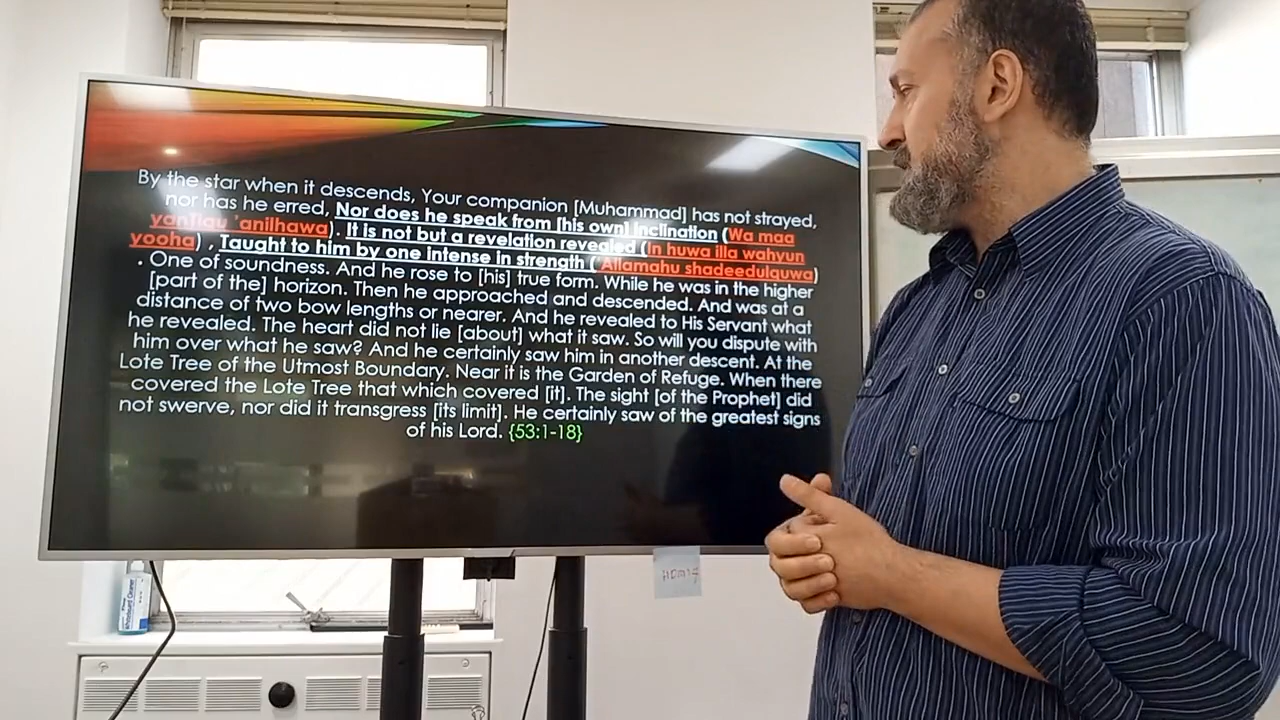 By the star when it descends, Your companion [Muhammad] has not strayed,
nor has he erred, Nor does he speak from [his own] inclination (Wa maa
yantiqu 'anilhawa). It is not but a revelation revealed (In huwa illa wahyun
yooha) , Taught to him by one intense in strength ('Allamahu shadeedulquwa)
. One of soundness. And he rose to [his] true form. While he was in the higher
[part of the] horizon. Then he approached and descended. And was at a
distance of two bow lengths or nearer. And he revealed to His Servant what
he revealed. The heart did not lie [about] what it saw. So will you dispute with
him over what he saw? And he certainly saw him in another descent. At the
Lote Tree of the Utmost Boundary. Near it is the Garden of Refuge. When there
covered the Lote Tree that which covered [it]. The sight [of the Prophet] did
not swerve, nor did it transgress [its limit]. He certainly saw of the greatest signs
of his Lord. {53:1-18}